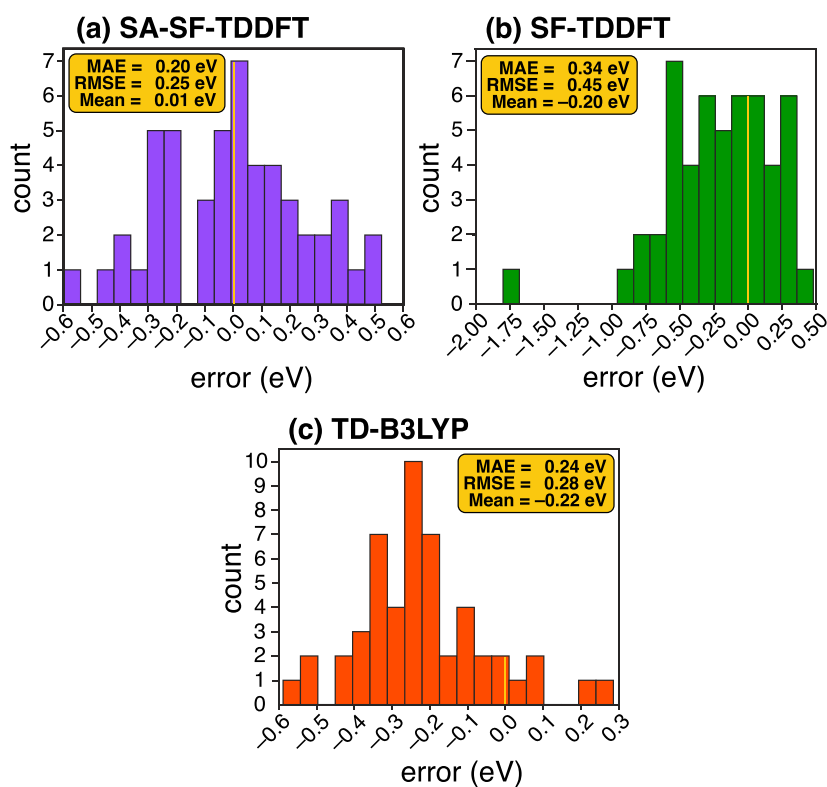 (a) SA-SF-TDDFT
MAE = 0.20 eV
RMSE = 0.25 eV
Mean = 0.01 eV
count
7
6
5
4
3
2
1
0
–0.6 –0.5 –0.4 –0.3 –0.2 –0.1 0.0 0.1 0.2 0.3 0.4 0.5 0.6
error (eV)
(b) SF-TDDFT
MAE = 0.34 eV
RMSE = 0.45 eV
Mean = –0.20 eV
count
7
6
5
4
3
2
1
0
–2.00 –1.75 –1.50 –1.25 –1.00 –0.75 –0.50 –0.25 0.00 0.25 0.50
error (eV)
(c) TD-B3LYP
MAE = 0.24 eV
RMSE = 0.28 eV
Mean = –0.22 eV
count
10
9
8
7
6
5
4
3
2
1
0
–0.6 –0.5 –0.4 –0.3 –0.2 –0.1 0.0 0.1 0.2 0.3
error (eV)